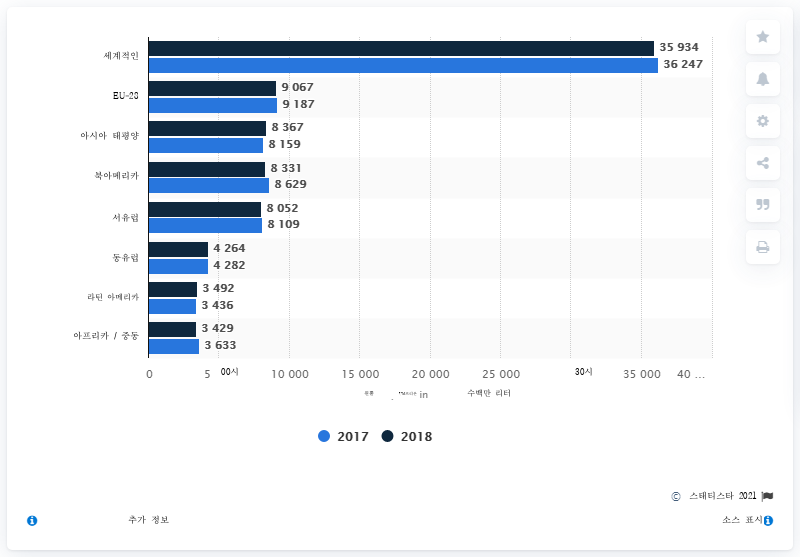 세계적인
35 934
36 247
EU-28
9 067
9 187
아시아 태평양
8 367
8 159
북아메리카
8 331
8 629
서유럽
8 052
8 109
동유럽
4 264
4 282
라틴 아메리카
3 492
3 436
아프리카 / 중동
3 429
3 633
0 5 00시 10 000 15 000 20 000 25 000 30시 35 000 40 ...
in 수백만 리터
2017 2018
© 스태티스타 2021
추가 정보 소스 표시